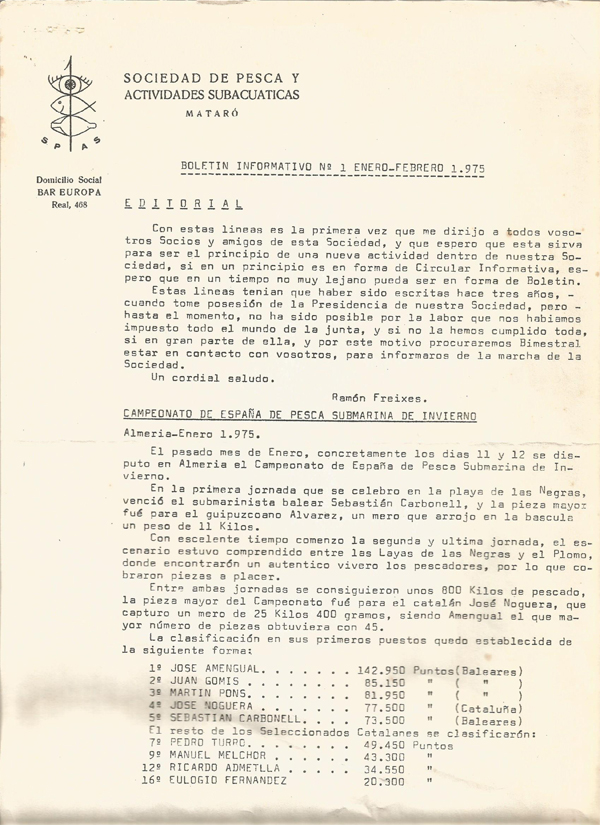 SOCIEDAD DE PESCA Y
ACTIVIDADES SUBACUATICAS
MATARÓ
S P A S
Domicilio Social
BAR EUROPA
Real, 468
BOLETIN INFORMATIVO Nº 1 ENERO-FEBRERO 1.975
EDITORIAL
Con estas lineas es la primera vez que me dirijo a todos voso-
tros Socios y amigos de esta Sociedad, y que espero que esta sirva
para ser el principio de una nueva actividad dentro de nuestra So-
ciedad, si en un principio es en forma de Circular Informativa, es-
pero que en un tiempo no muy lejano pueda ser en forma de Boletin.
Estas lineas tenian que haber sido escritas hace tres años, -
cuando tome posesión de la Presidencia de nuestra Sociedad, pero -
hasta el momento, no ha sido posible por la labor que nos habiamos
impuesto todo el mundo de la junta, y si no la hemos cumplido toda,
si en gran parte de ella, y por este motivo procuraremos Bimestral
estar en contacto con vosotros, para informaros de la marcha de la
Sociedad.
Un cordial saludo.
Ramón Freixes.
CAMPEONATO DE ESPAÑA DE PESCA SUBMARINA DE INVIERNO
Almeria-Enero 1.975.
El pasado mes de Enero, concretamente los dias 11 y 12 se dis-
puto en Almeria el Campeonato de España de Pesca Submarina de In-
vierno.
En la primera jornada que se celebro en la playa de las Negras,
venció el submarinista balear Sebastián Carbonell, y la pieza mayor
fué para el guipuzcoano Alvarez, un mero que arrojo en la bascula
un peso de 11 Kilos.
Con escelente tiempo comenzo la segunda y ultima jornada, el es-
cenario estuvo comprendido entre las Layas de las Negras y el Plomo,
donde encontrarón un autentico vivero los pescadores, por lo que co-
braron piezas a placer.
Entre ambas jornadas se consiguieron unos 800 Kilos de pescado,
la pieza mayor del Campeonato fué para el catalán José Noguera, que
capturo un mero de 25 Kilos 400 gramos, siendo Amengual el que ma-
yor número de piezas obtuviera con 45.
La clasificación en sus primeros puestos quedo establecida de
la siguiente forma:
1º JOSE AMENGUAL. . . . . . . 142.950 Puntos(Baleares)
2º JUAN GOMIS . . . . . . . . 85.150 " ( " )
3º MARTIN PONS. . . . . . . . 81.950 " ( " )
4º JOSE NOGUERA . . . . . . . 77.500 " (Cataluña)
5º SEBASTIAN CARBONELL. . . . 73.500 " (Baleares)
El resto de los Seleccionados Catalanes se clasificarón:
7º PEDRO TURRO. . . . . . . . 49.450 Puntos
9º MANUEL MELCHOR . . . . . . 43.300 "
12º RICARDO ADMETLLA . . . . . 34.550 "
16º EULOGIO FERNANDEZ 20.300 "